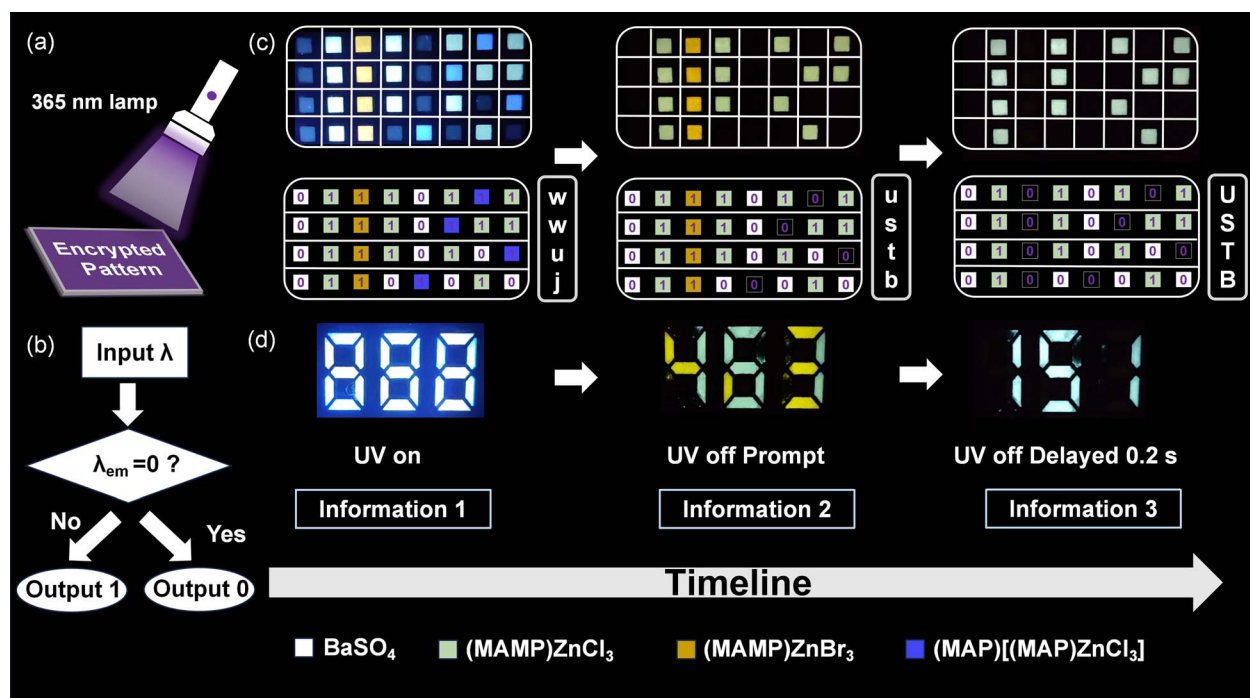 (a)
365 nm lamp
Encrypted
Pattern
(b)
Input λ
λem=0 ?
No
Yes
Output 1
Output 0
(c)
0 1 1 1 0 1 1 1 w
0 1 1 1 0 1 1 1 w
0 1 1 1 0 1 0 1 u
0 1 1 0 1 0 1 0 j
0 1 1 1 0 1 0 1 u
0 1 1 1 0 0 1 1 s
0 1 1 1 0 1 0 0 t
0 1 1 0 0 0 1 0 b
0 1 0 1 0 1 0 1 U
0 1 0 1 0 0 1 1 S
0 1 0 1 0 1 0 0 T
0 1 0 0 0 0 1 0 B
(d)
888
463
151
UV on
UV off Prompt
UV off Delayed 0.2 s
Information 1
Information 2
Information 3
Timeline
BaSO4
(MAMP)ZnCl3
(MAMP)ZnBr3
(MAP)[(MAP)ZnCl3]